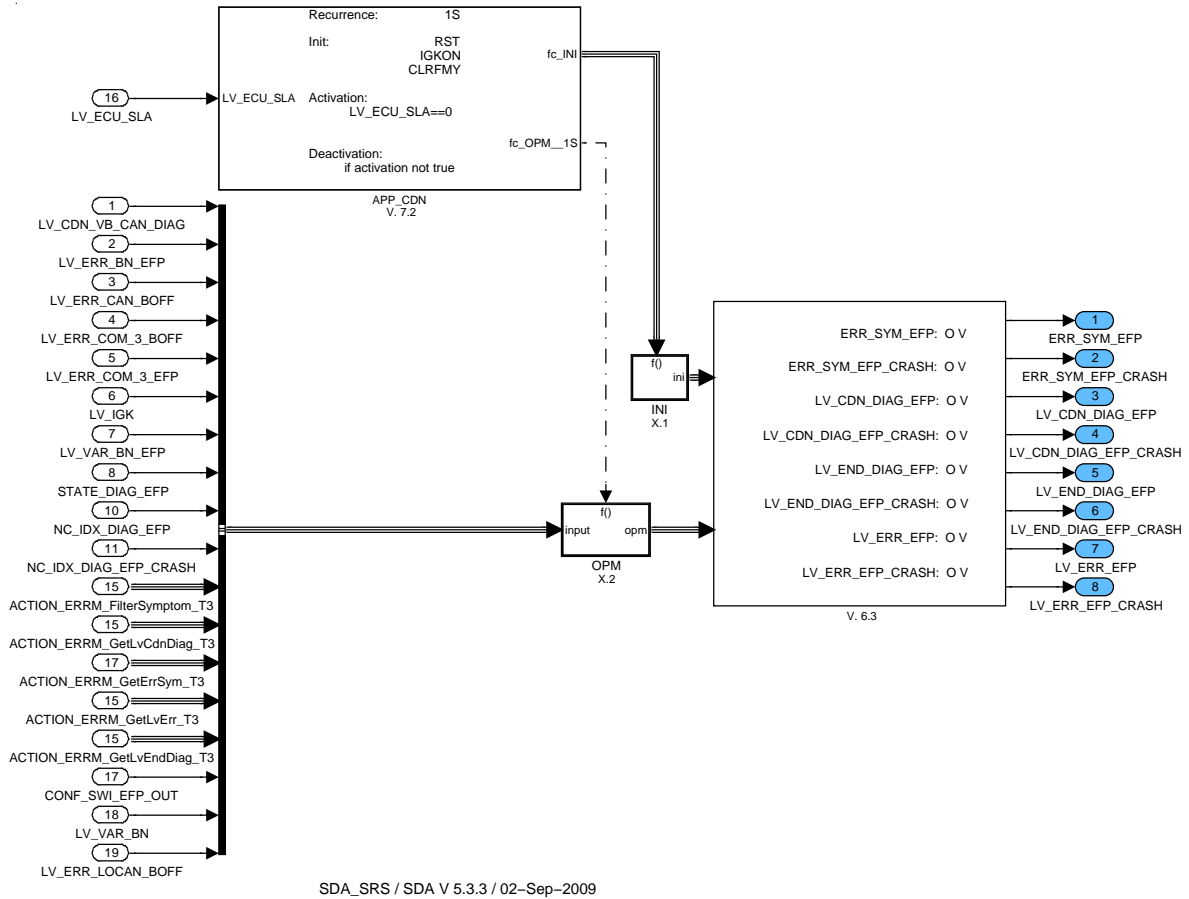 Recurrence: 1S
Init: RST
IGKON
CLRFMY
fc_INI
16
LV_ECU_SLA
LV_ECU_SLA
Activation:
LV_ECU_SLA==0
fc_OPM__1S
Deactivation:
if activation not true
APP_CDN
V. 7.2
1
LV_CDN_VB_CAN_DIAG
2
LV_ERR_BN_EFP
3
LV_ERR_CAN_BOFF
4
LV_ERR_COM_3_BOFF
5
LV_ERR_COM_3_EFP
6
LV_IGK
7
LV_VAR_BN_EFP
8
STATE_DIAG_EFP
10
NC_IDX_DIAG_EFP
11
NC_IDX_DIAG_EFP_CRASH
15
ACTION_ERRM_FilterSymptom_T3
15
ACTION_ERRM_GetLvCdnDiag_T3
17
ACTION_ERRM_GetErrSym_T3
15
ACTION_ERRM_GetLvErr_T3
15
ACTION_ERRM_GetLvEndDiag_T3
17
CONF_SWI_EFP_OUT
18
LV_VAR_BN
19
LV_ERR_LOCAN_BOFF
f()
ini
INI
X.1
f()
input
opm
OPM
X.2
ERR_SYM_EFP: O V
ERR_SYM_EFP_CRASH: O V
LV_CDN_DIAG_EFP: O V
LV_CDN_DIAG_EFP_CRASH: O V
LV_END_DIAG_EFP: O V
LV_END_DIAG_EFP_CRASH: O V
LV_ERR_EFP: O V
LV_ERR_EFP_CRASH: O V
V. 6.3
1
ERR_SYM_EFP
2
ERR_SYM_EFP_CRASH
3
LV_CDN_DIAG_EFP
4
LV_CDN_DIAG_EFP_CRASH
5
LV_END_DIAG_EFP
6
LV_END_DIAG_EFP_CRASH
7
LV_ERR_EFP
8
LV_ERR_EFP_CRASH
SDA_SRS / SDA V 5.3.3 / 02−Sep−2009